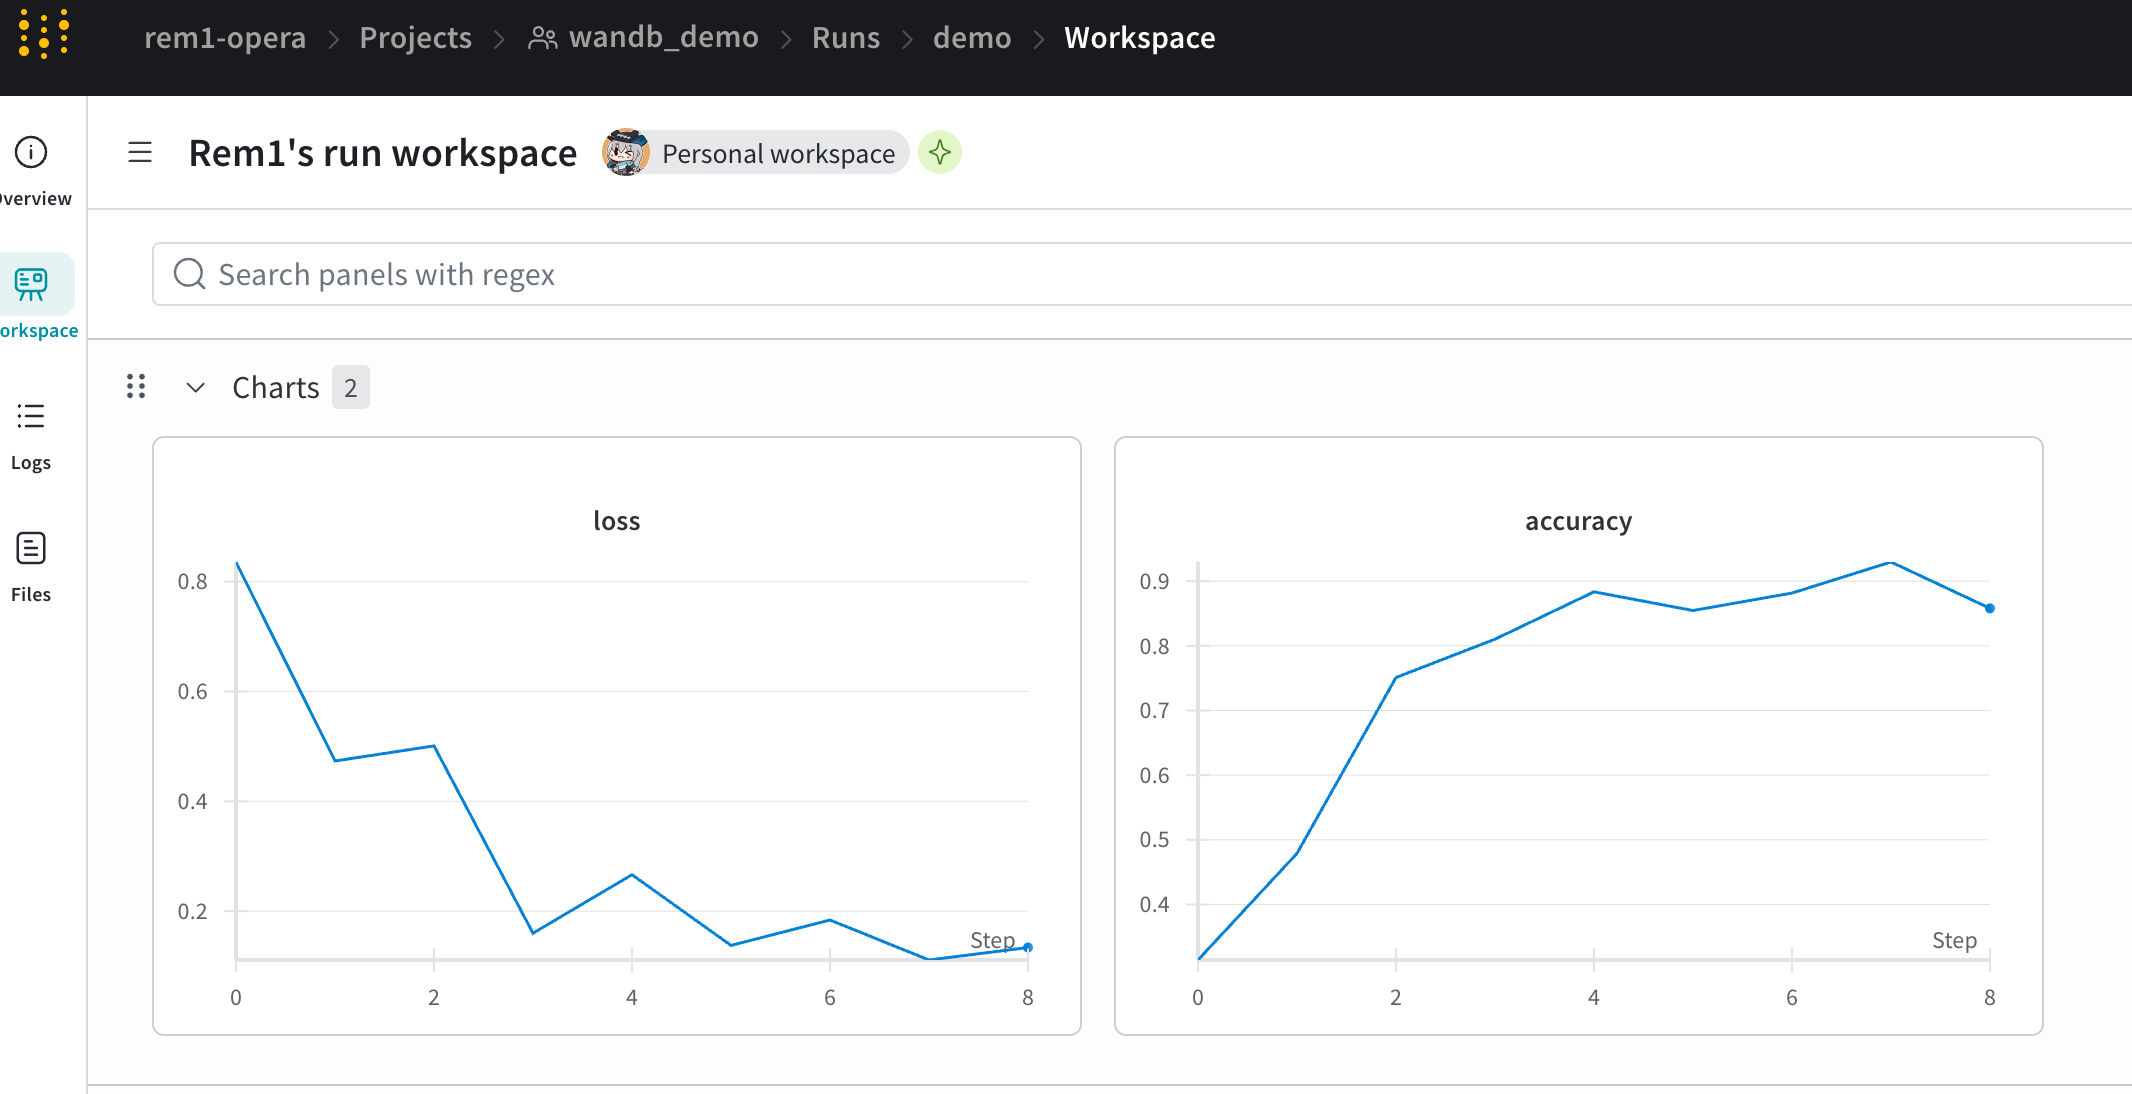 rem1-opera > Projects > wandb_demo > Runs > demo > Workspace
Overview
Workspace
Logs
Files
Rem1's run workspace Personal workspace
Search panels with regex
Charts 2
loss
0.8
0.6
0.4
0.2
Step
0 2 4 6 8
accuracy
0.9
0.8
0.7
0.6
0.5
0.4
Step
0 2 4 6 8